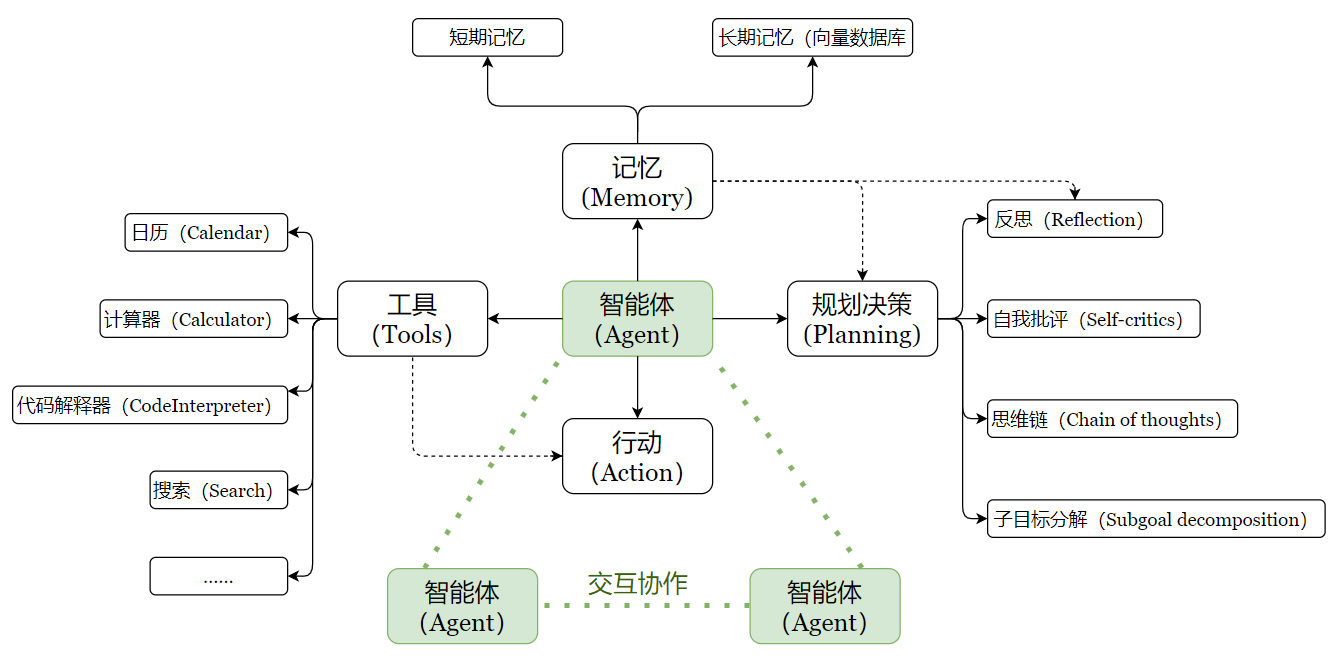 短期记忆
长期记忆（向量数据库
记忆
(Memory)
日历（Calendar）
反思（Reflection）
工具
（Tools）
智能体
（Agent）
规划决策
(Planning)
计算器（Calculator）
自我批评（Self-critics）
代码解释器（CodeInterpreter）
思维链（Chain of thoughts）
行动
（Action）
搜索（Search）
子目标分解（Subgoal decomposition）
……
交互协作
智能体
（Agent）
智能体
（Agent）